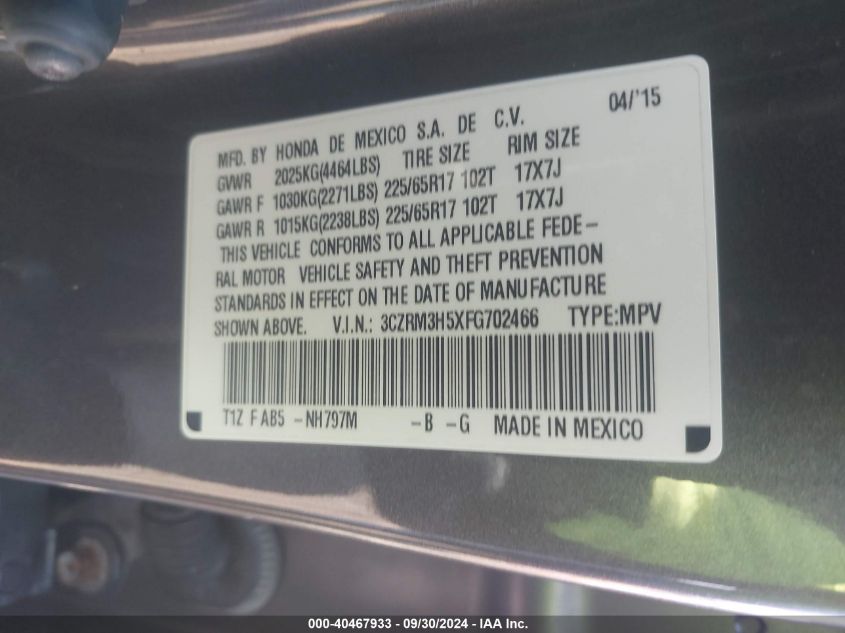 04/'15
MFD. BY HONDA DE MEXICO S.A. DE C.V.
GVWR 2025KG(4464LBS) TIRE SIZE RIM SIZE
GAWR F 1030KG(2271LBS) 225/65R17 102T 17X7J
GAWR R 1015KG(2238LBS) 225/65R17 102T 17X7J
THIS VEHICLE CONFORMS TO ALL APPLICABLE FEDE-
RAL MOTOR VEHICLE SAFETY AND THEFT PREVENTION
STANDARDS IN EFFECT ON THE DATE OF MANUFACTURE
SHOWN ABOVE. V.I.N.: 3CZRM3H5XFG702466 TYPE:MPV
T1Z F AB5 -NH797M -B -G MADE IN MEXICO
000-40467933 - 09/30/2024 - IAA Inc.